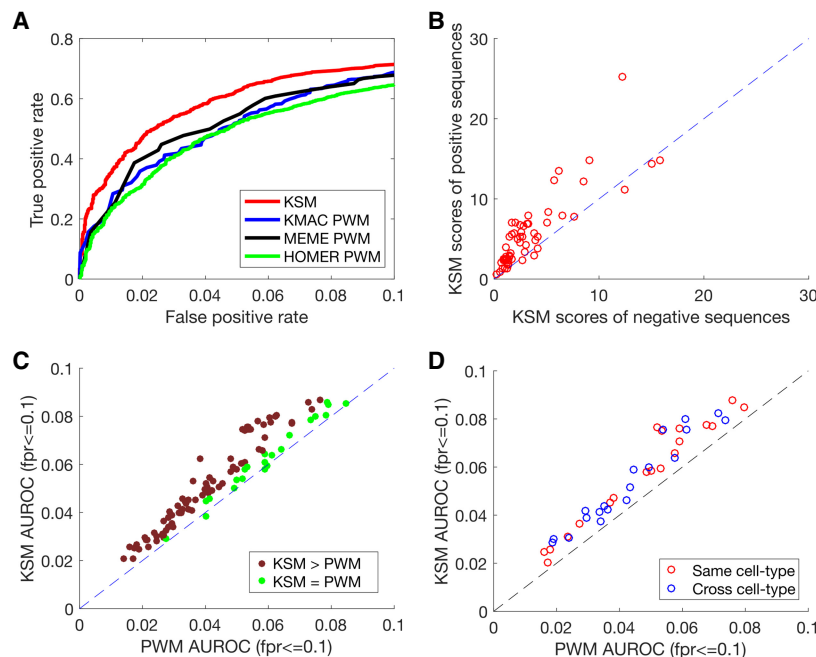 A
True positive rate
0.8
0.6
0.4
0.2
0
0
0.02
0.04
0.06
0.08
0.1
False positive rate
KSM
KMAC PWM
MEME PWM
HOMER PWM
B
KSM scores of positive sequences
30
20
10
0
0
10
20
30
KSM scores of negative sequences
C
KSM AUROC (fpr<=0.1)
0.1
0.08
0.06
0.04
0.02
0
0
0.02
0.04
0.06
0.08
0.1
PWM AUROC (fpr<=0.1)
KSM > PWM
KSM = PWM
D
KSM AUROC (fpr<=0.1)
0.1
0.08
0.06
0.04
0.02
0
0
0.02
0.04
0.06
0.08
0.1
PWM AUROC (fpr<=0.1)
Same cell-type
Cross cell-type